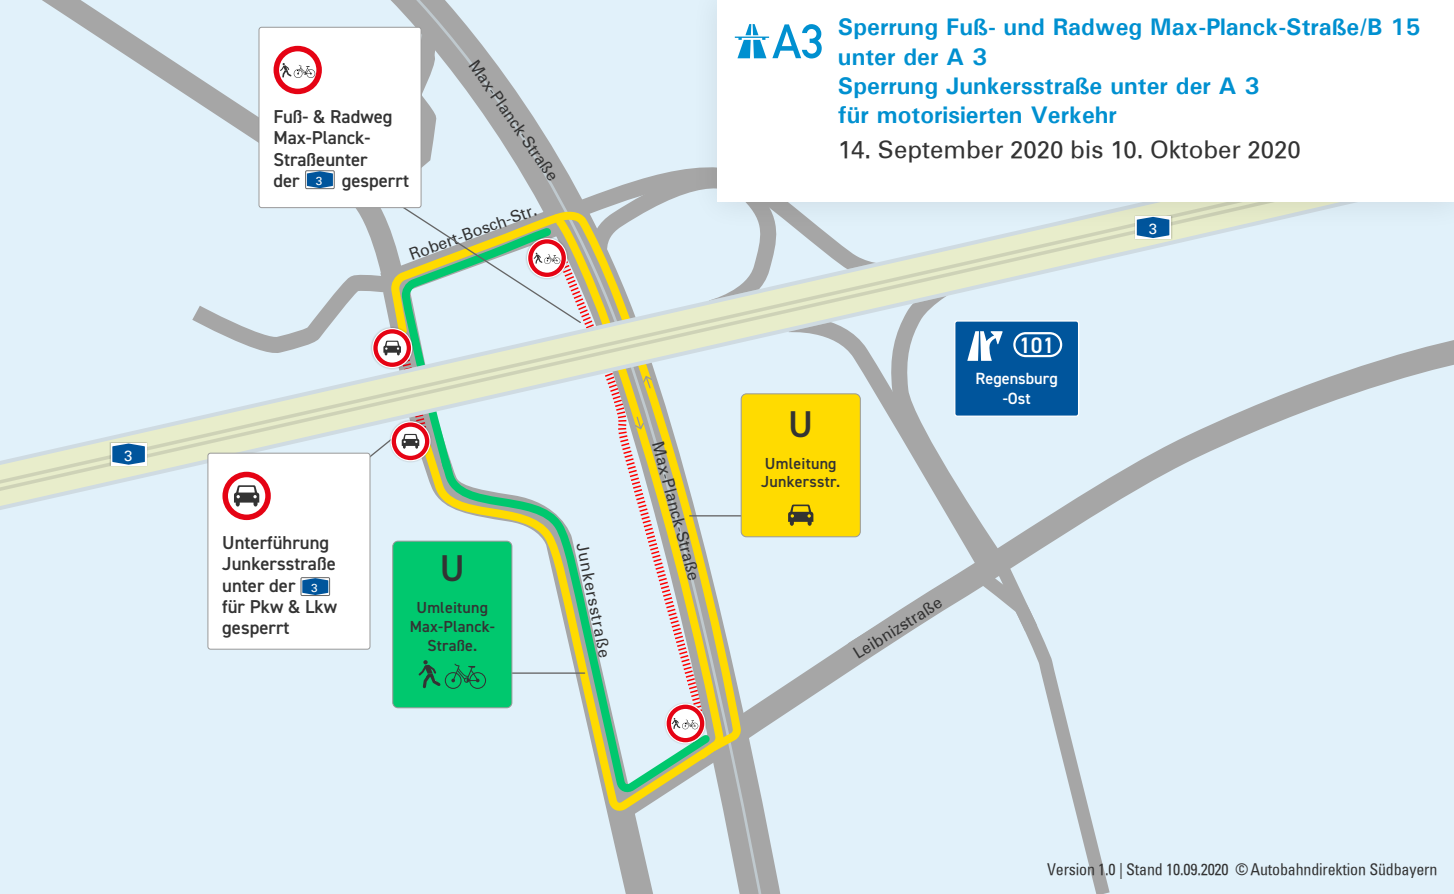 A3
Sperrung Fuß- und Radweg Max-Planck-Straße/B 15
unter der A 3
Sperrung Junkersstraße unter der A 3
für motorisierten Verkehr
14. September 2020 bis 10. Oktober 2020
Fuß- & Radweg
Max-Planck-
Straßeunter
der 3 gesperrt
Max-Planck-Straße
Robert-Bosch-Str.
3
101
Regensburg
-Ost
U
Umleitung
Junkersstr.
3
Max-Planck-Straße
Unterführung
Junkersstraße
unter der 3
für Pkw & Lkw
gesperrt
U
Umleitung
Max-Planck-
Straße.
Junkersstraße
Leibnizstraße
Version 1.0 | Stand 10.09.2020 © Autobahndirektion Südbayern